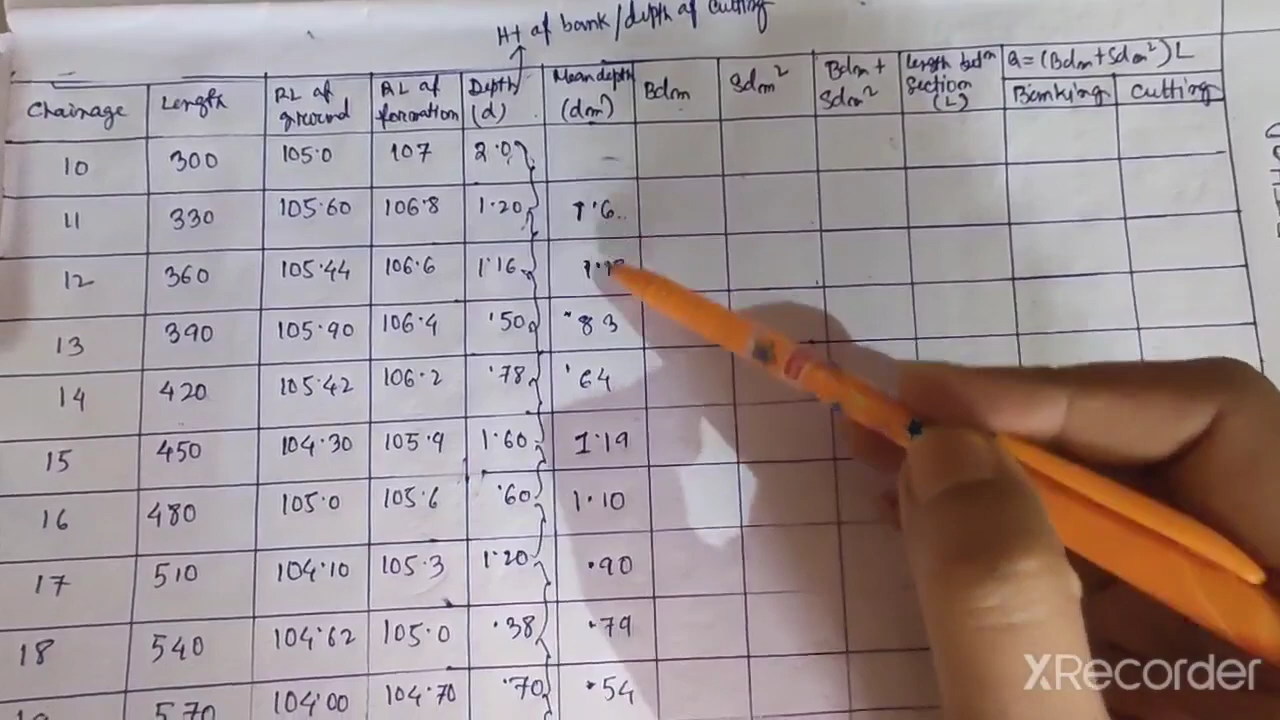 Ht of bank/depth of cutting
Chainage Length RL of ground RL of formation Depth (d) Mean depth (dm) Bdm Sdm² Bdm + Sdm² Length betn section (L) Q = (Bdm + Sdm²) L
Banking Cutting
10 300 105.0 107 2.0 -
11 330 105.60 106.8 1.20 1.6
12 360 105.44 106.6 1.16
13 390 105.90 106.4 .50 .83
14 420 105.42 106.2 .78 .64
15 450 104.30 105.9 1.60 1.19
16 480 105.0 105.6 .60 1.10
17 510 104.10 105.3 1.20 .90
18 540 104.62 105.0 .38 .79
570 104.00 104.70 .70 .54
XRecorder